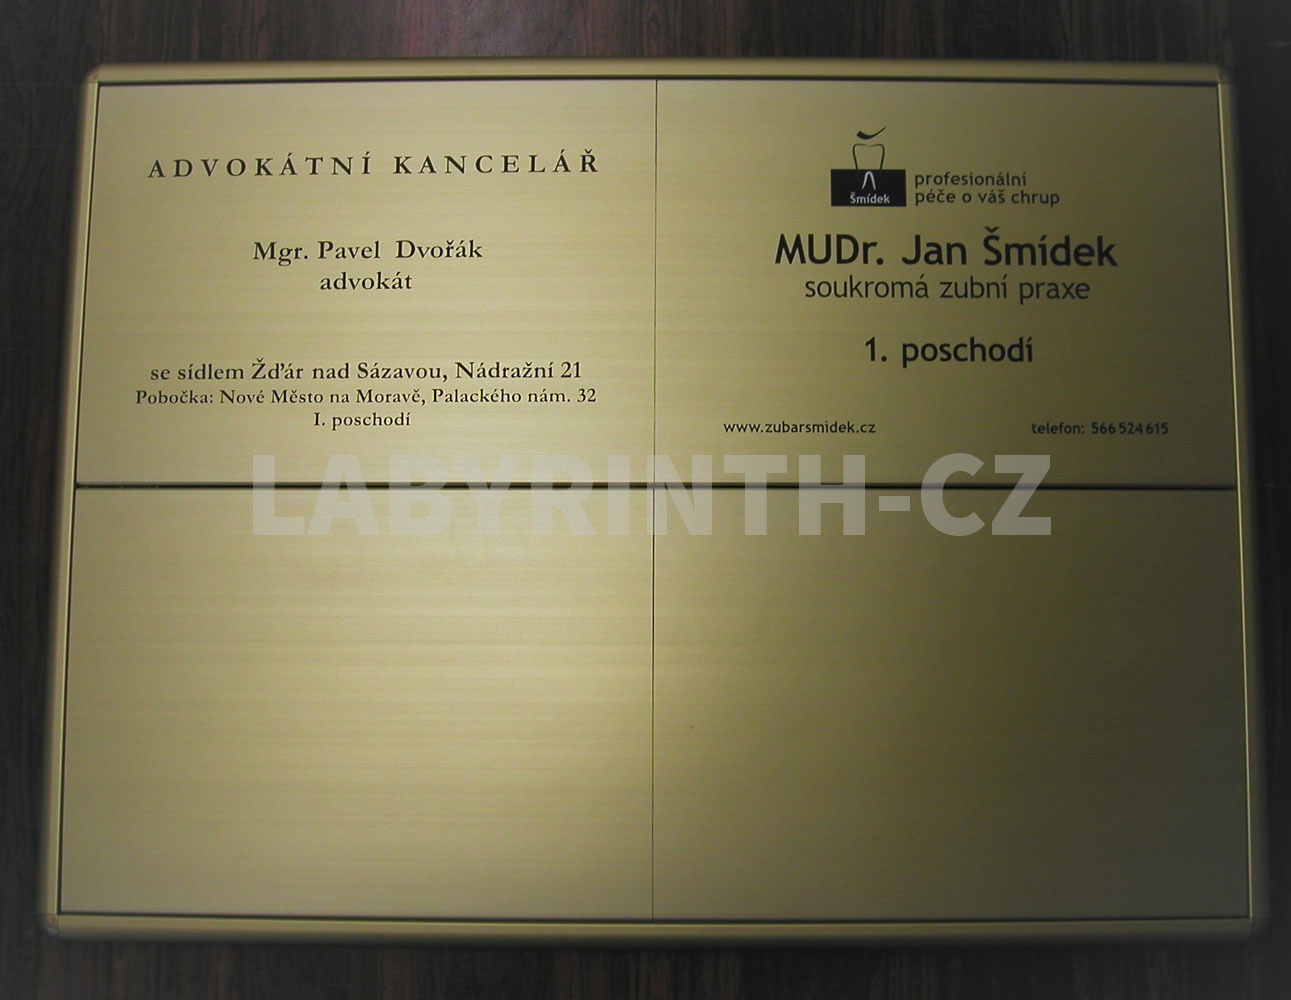 ADVOKÁTNÍ KANCELÁŘ
Mgr. Pavel Dvořák
advokát
se sídlem Žďár nad Sázavou, Nádražní 21
Pobočka: Nové Město na Moravě, Palackého nám. 32
I. poschodí
Šmídek
profesionální
péče o váš chrup
MUDr. Jan Šmídek
soukromá zubní praxe
1. poschodí
www.zubarsmidek.cz
telefon: 566 524 615
LABYRINTH-CZ